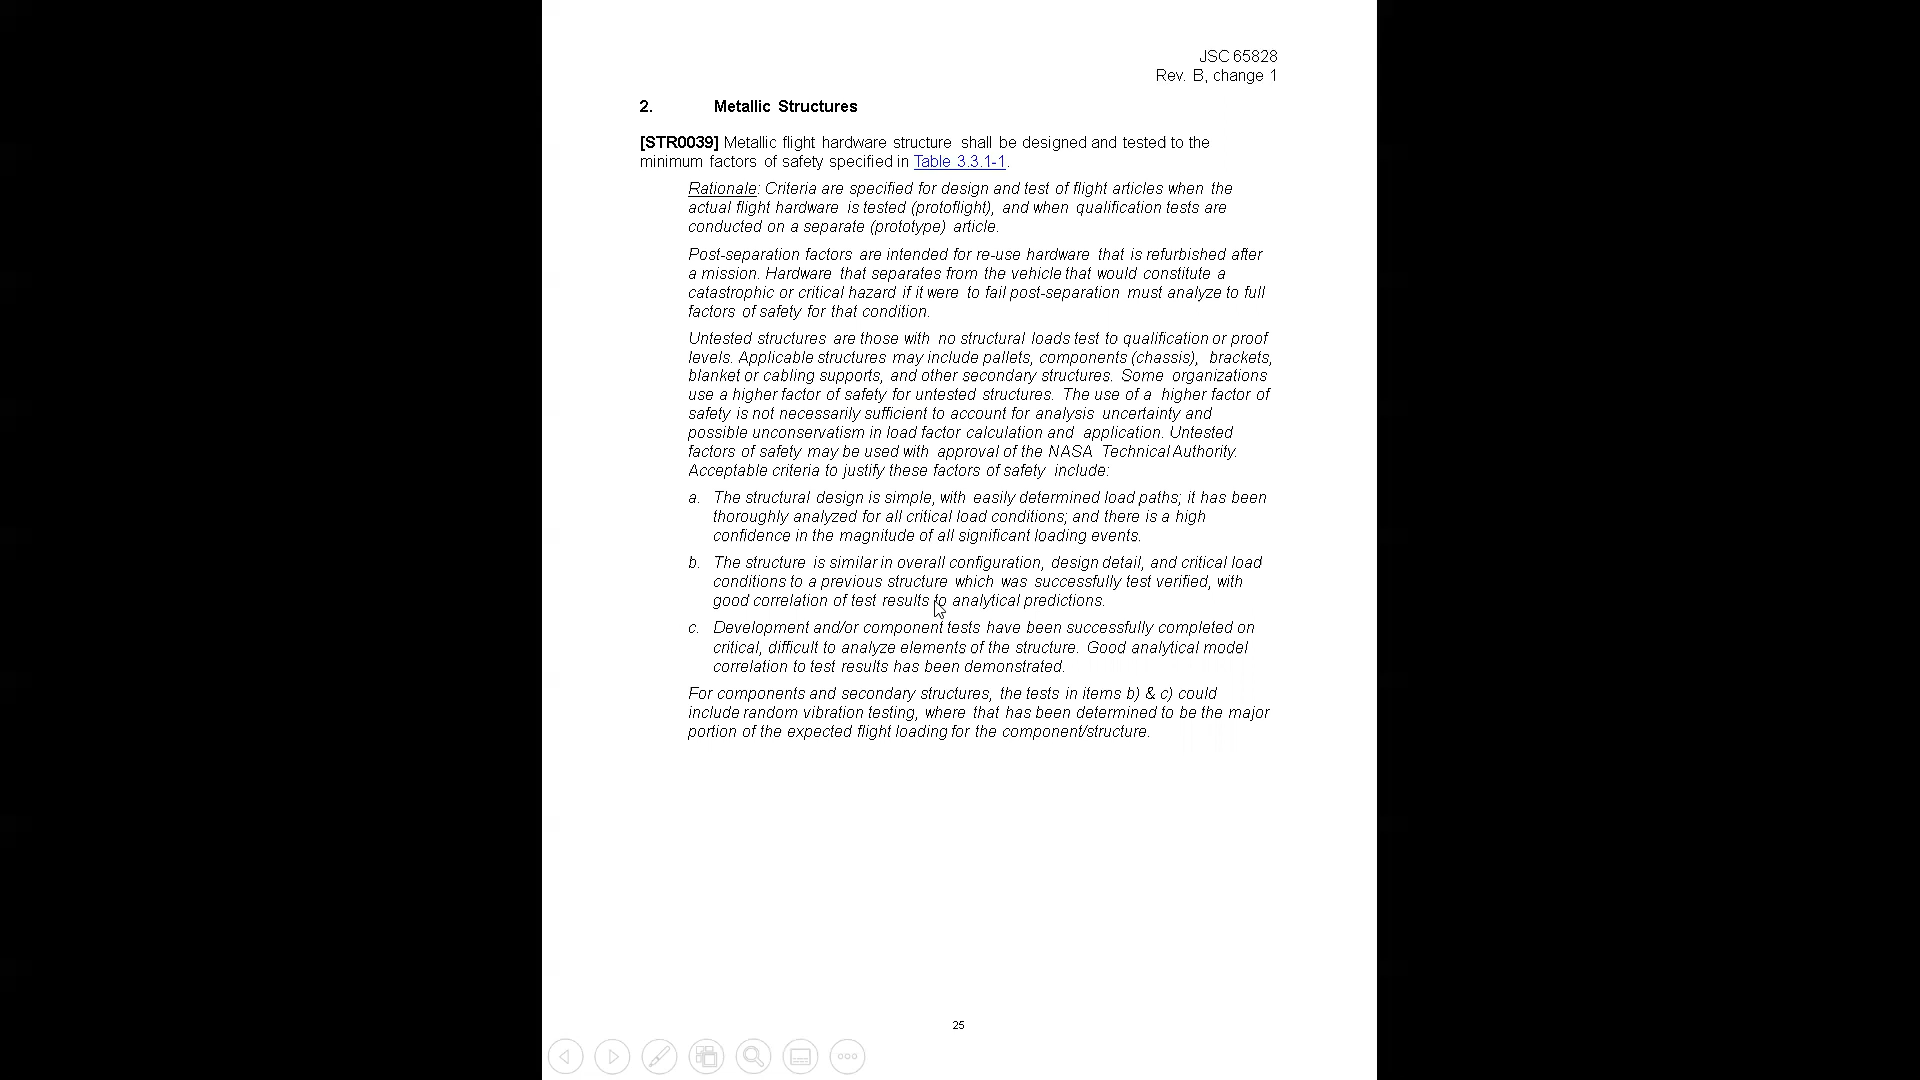 JSC 65828
Rev. B, change 1
2. Metallic Structures
[STR0039] Metallic flight hardware structure shall be designed and tested to the
minimum factors of safety specified in Table 3.3.1-1.
Rationale: Criteria are specified for design and test of flight articles when the
actual flight hardware is tested (protoflight), and when qualification tests are
conducted on a separate (prototype) article.
Post-separation factors are intended for re-use hardware that is refurbished after
a mission. Hardware that separates from the vehicle that would constitute a
catastrophic or critical hazard if it were to fail post-separation must analyze to full
factors of safety for that condition.
Untested structures are those with no structural loads test to qualification or proof
levels. Applicable structures may include pallets, components (chassis), brackets,
blanket or cabling supports, and other secondary structures. Some organizations
use a higher factor of safety for untested structures. The use of a higher factor of
safety is not necessarily sufficient to account for analysis uncertainty and
possible unconservatism in load factor calculation and application. Untested
factors of safety may be used with approval of the NASA Technical Authority.
Acceptable criteria to justify these factors of safety include:
a. The structural design is simple, with easily determined load paths; it has been
thoroughly analyzed for all critical load conditions; and there is a high
confidence in the magnitude of all significant loading events.
b. The structure is similar in overall configuration, design detail, and critical load
conditions to a previous structure which was successfully test verified, with
good correlation of test results to analytical predictions.
c. Development and/or component tests have been successfully completed on
critical, difficult to analyze elements of the structure. Good analytical model
correlation to test results has been demonstrated.
For components and secondary structures, the tests in items b) & c) could
include random vibration testing, where that has been determined to be the major
portion of the expected flight loading for the component/structure.
25